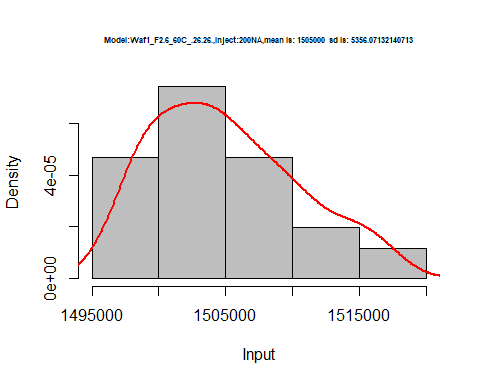 Model:Waf1_F2.6_60C_.26.26.,Inject:200NA,mean is: 1505000 sd is: 5356.07132140713
Density
4e-05
0e+00
1495000 1505000 1515000
Input